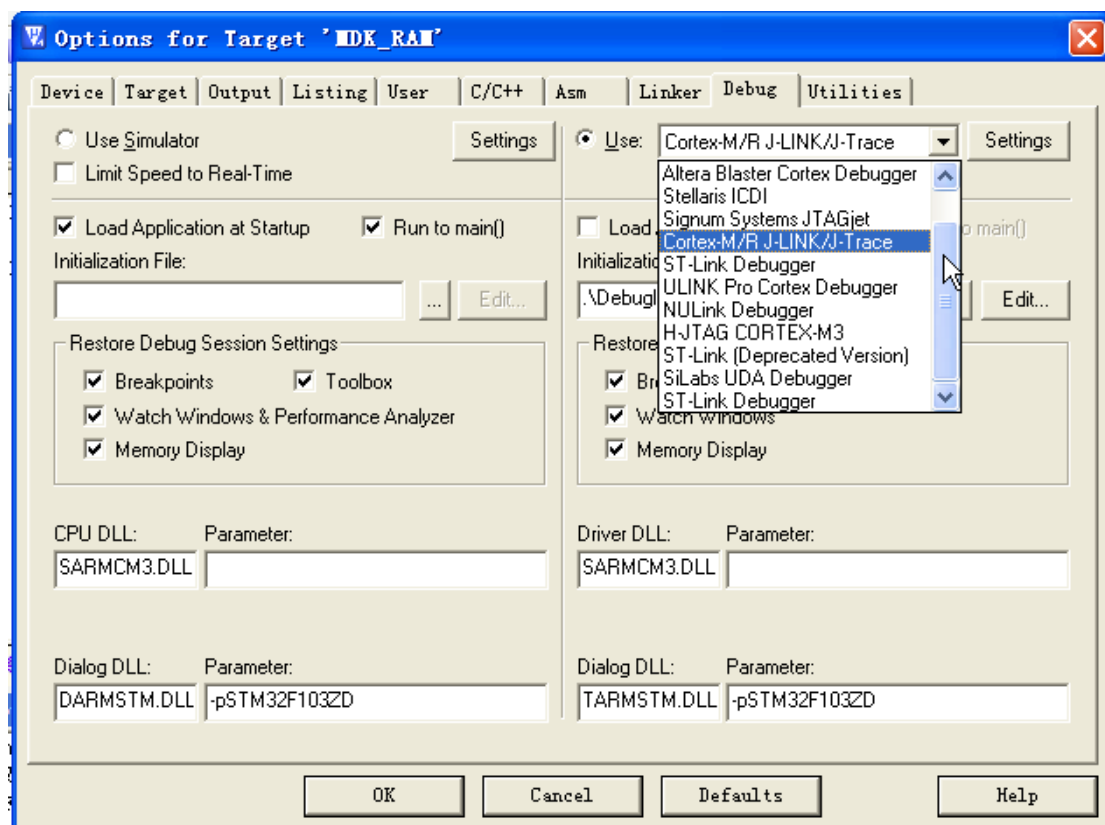 Options for Target 'MDK_RAM'
Device Target Output Listing User C/C++ Asm Linker Debug Utilities
Use Simulator Settings
Limit Speed to Real-Time
Load Application at Startup Run to main()
Initialization File:
... Edit...
Restore Debug Session Settings
Breakpoints Toolbox
Watch Windows & Performance Analyzer
Memory Display
CPU DLL: Parameter:
SARMCM3.DLL
Dialog DLL: Parameter:
DARMSTM.DLL -pSTM32F103ZD
Use: Cortex-M/R J-LINK/J-Trace Settings
Altera Blaster Cortex Debugger
Stellaris ICDI
Signum Systems JTAGjet
Cortex-M/R J-LINK/J-Trace
ST-Link Debugger
ULINK Pro Cortex Debugger
NULink Debugger
H-JTAG CORTEX-M3
ST-Link (Deprecated Version)
SiLabs UDA Debugger
ST-Link Debugger
Load main()
Edit...
Restore
Watch Windows
Memory Display
Driver DLL: Parameter:
SARMCM3.DLL
Dialog DLL: Parameter:
TARMSTM.DLL -pSTM32F103ZD
OK Cancel Defaults Help